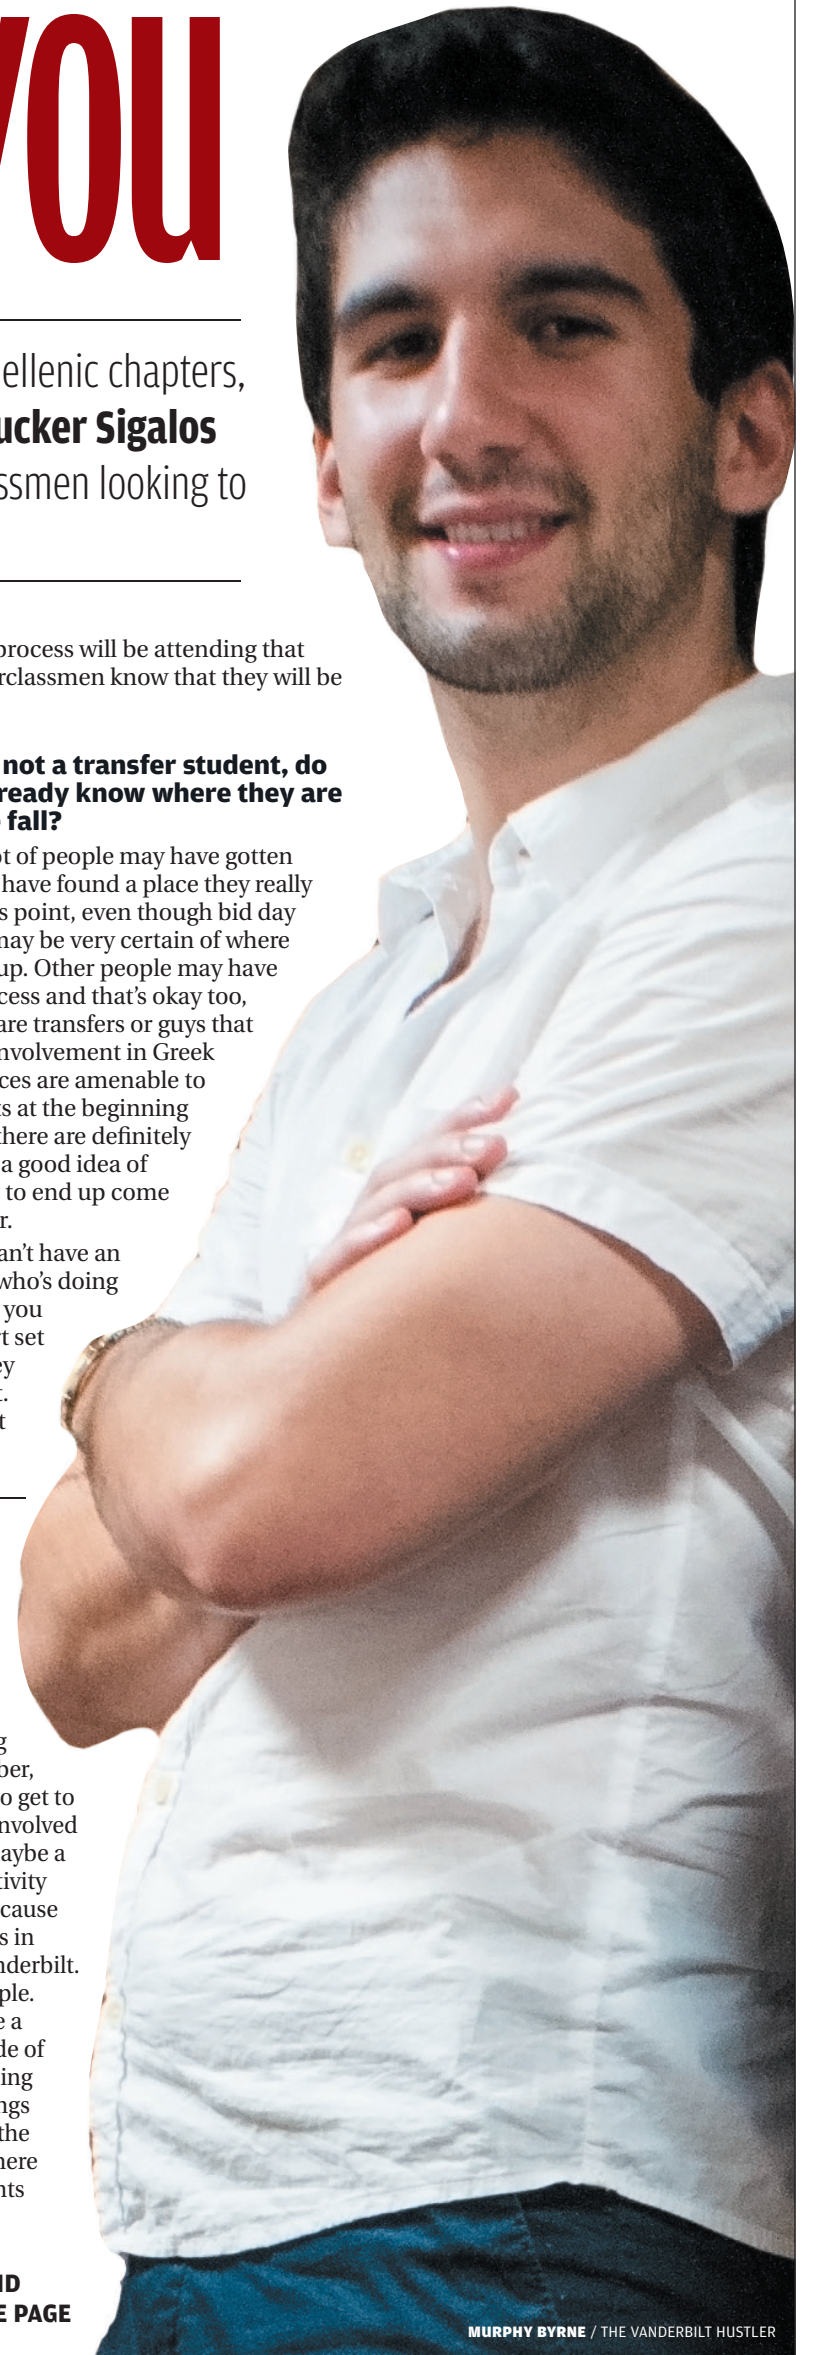 you
ellenic chapters,
ucker Sigalos
ssmen looking to
process will be attending that
rclassmen know that they will be
not a transfer student, do
ready know where they are
fall?
ot of people may have gotten
have found a place they really
s point, even though bid day
may be very certain of where
up. Other people may have
cess and that’s okay too,
are transfers or guys that
nvolvement in Greek
ces are amenable to
ts at the beginning
there are definitely
a good idea of
to end up come
r.
an’t have an
who’s doing
you
t set
ey
t.
t
g
ber,
o get to
nvolved
aybe a
tivity
cause
s in
nderbilt.
ple.
e a
de of
ing
ngs
the
here
nts
ND
E PAGE
MURPHY BYRNE / THE VANDERBILT HUSTLER